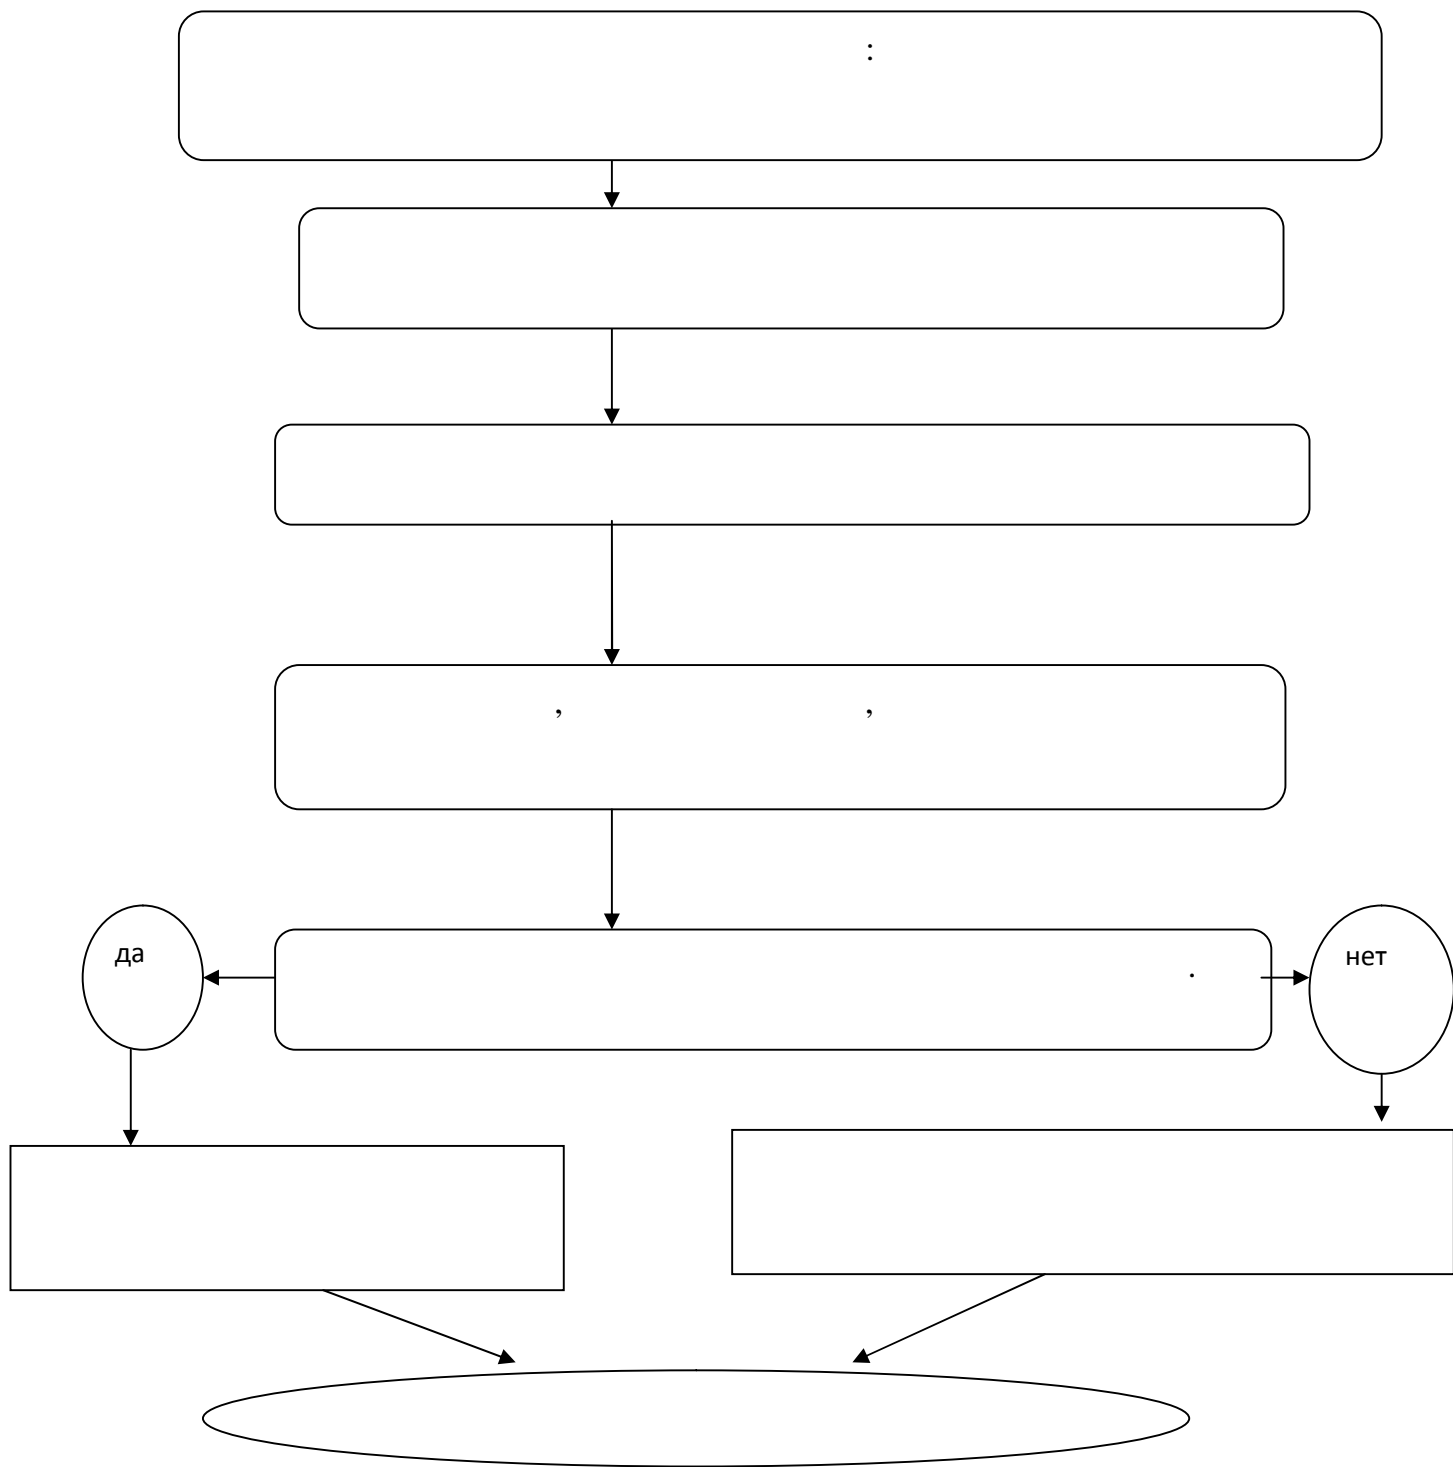 :
, ,
да
нет
.